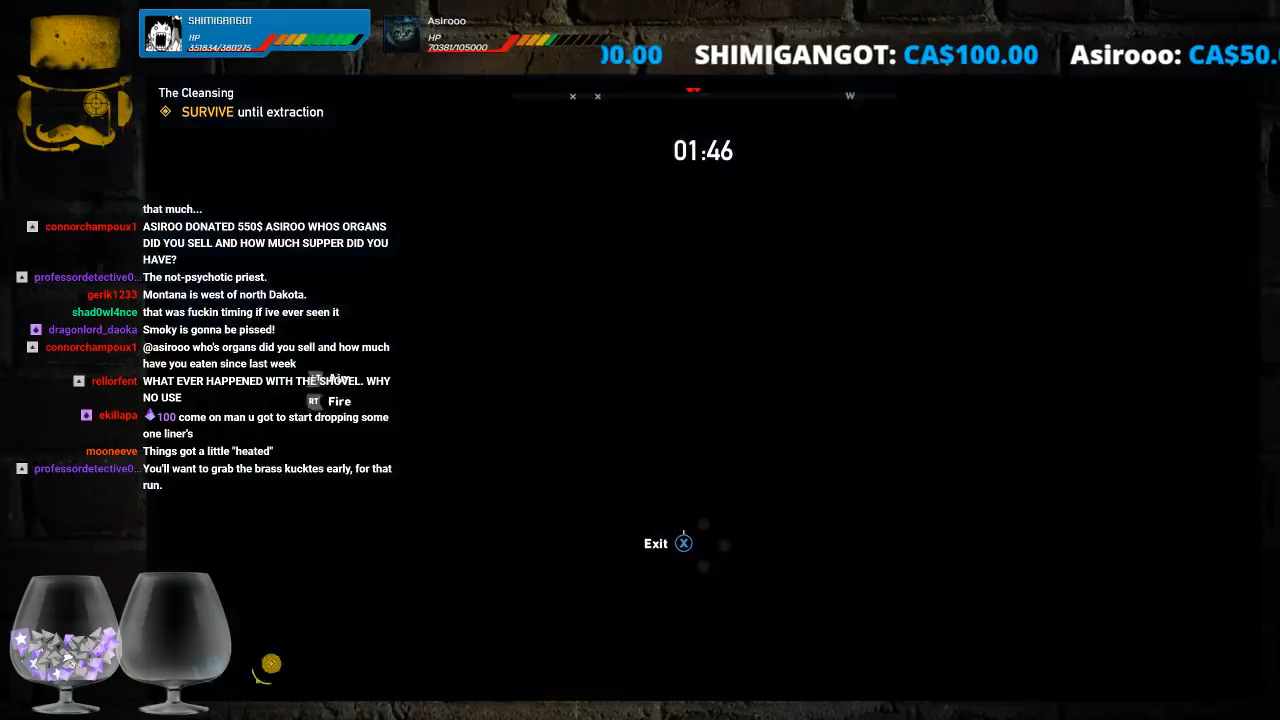 SHIMIGANGOT
HP
351834/380275
Asirooo
HP
70381/105000
00.00 SHIMIGANGOT: CA$100.00 Asirooo: CA$50.
The Cleansing
SURVIVE until extraction
W
01:46
that much...
connorchampoux1 ASIROO DONATED 550$ ASIROO WHOS ORGANS
DID YOU SELL AND HOW MUCH SUPPER DID YOU
HAVE?
professordetective0... The not-psychotic priest.
gerik1233 Montana is west of north Dakota.
shad0wl4nce that was fuckin timing if ive ever seen it
dragonlord_daoka Smoky is gonna be pissed!
connorchampoux1 @asirooo who's organs did you sell and how much
have you eaten since last week
rellorfent WHAT EVER HAPPENED WITH THE SHOVEL. WHY
NO USE
RT Fire
ekillapa 100 come on man u got to start dropping some
one liner's
mooneeve Things got a little "heated"
professordetective0... You'll want to grab the brass kucktes early, for that
run.
Exit X